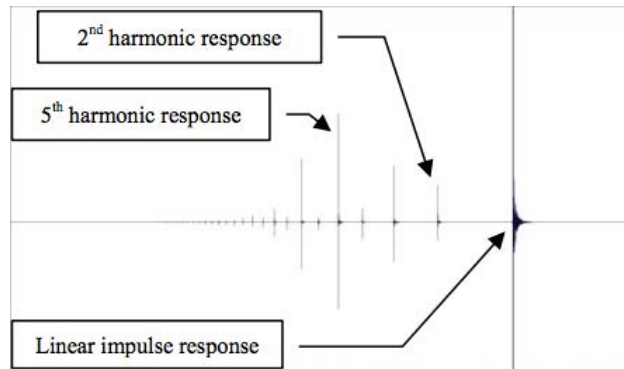 2nd harmonic response
5th harmonic response
Linear impulse response